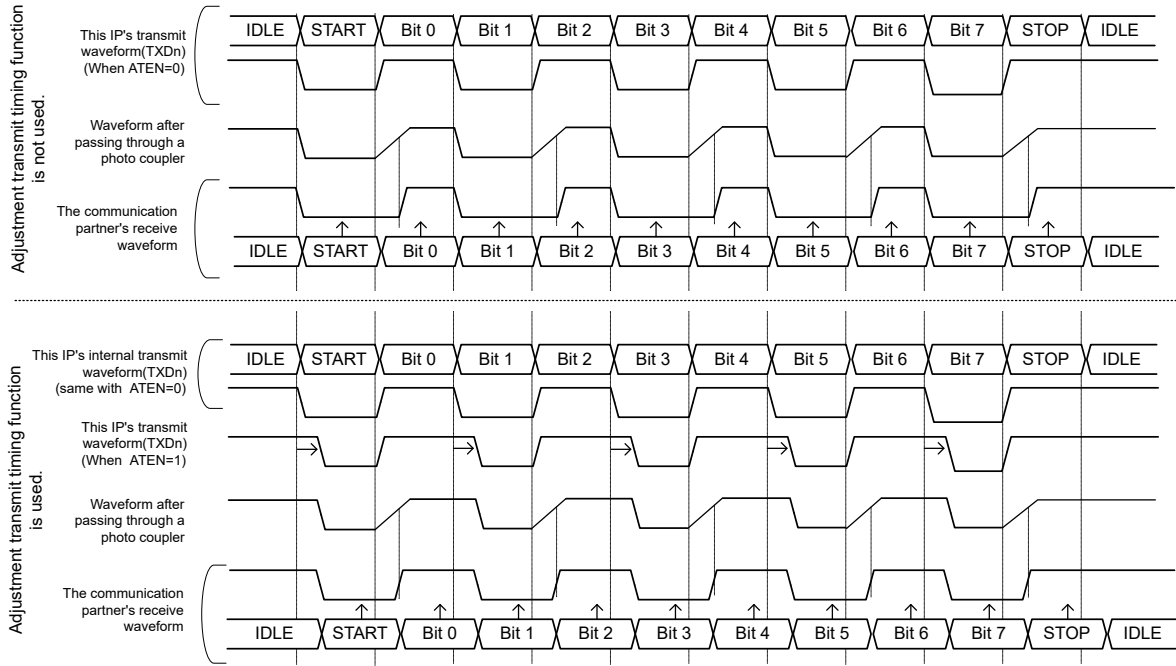 Adjustment transmit timing function
is not used.
This IP's transmit
waveform(TXDn)
(When ATEN=0)
IDLE START Bit 0 Bit 1 Bit 2 Bit 3 Bit 4 Bit 5 Bit 6 Bit 7 STOP IDLE
Waveform after
passing through a
photo coupler
The communication
partner's receive
waveform
IDLE START Bit 0 Bit 1 Bit 2 Bit 3 Bit 4 Bit 5 Bit 6 Bit 7 STOP IDLE
Adjustment transmit timing function
is used.
This IP's internal transmit
waveform(TXDn)
(same with ATEN=0)
IDLE START Bit 0 Bit 1 Bit 2 Bit 3 Bit 4 Bit 5 Bit 6 Bit 7 STOP IDLE
This IP's transmit
waveform(TXDn)
(When ATEN=1)
Waveform after
passing through a
photo coupler
The communication
partner's receive
waveform
IDLE START Bit 0 Bit 1 Bit 2 Bit 3 Bit 4 Bit 5 Bit 6 Bit 7 STOP IDLE